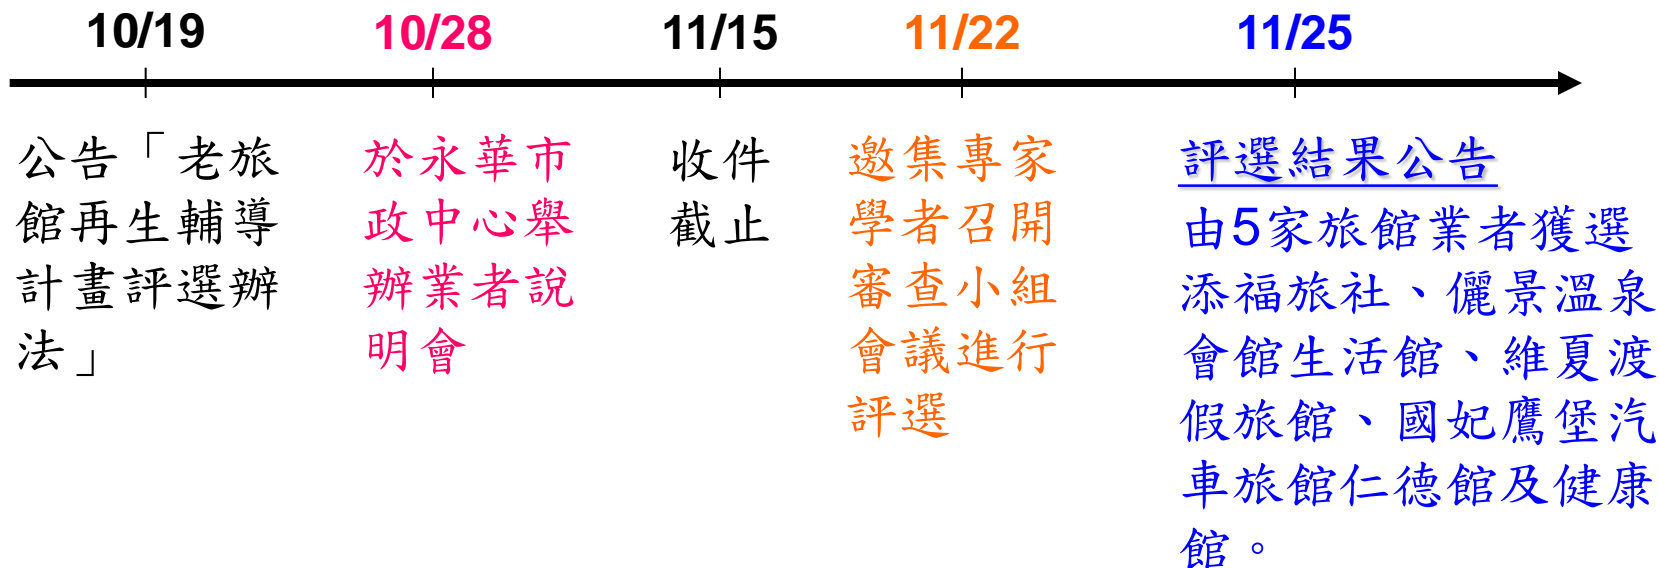 10/19
10/28
11/15
11/22
11/25
公告「老旅
館再生輔導
計畫評選辦
法」
於永華市
政中心舉
辦業者說
明會
收件
截止
邀集專家
學者召開
審查小組
會議進行
評選
評選結果公告
由5家旅館業者獲選
添福旅社、儷景溫泉
會館生活館、維夏渡
假旅館、國妃鷹堡汽
車旅館仁德館及健康
館。